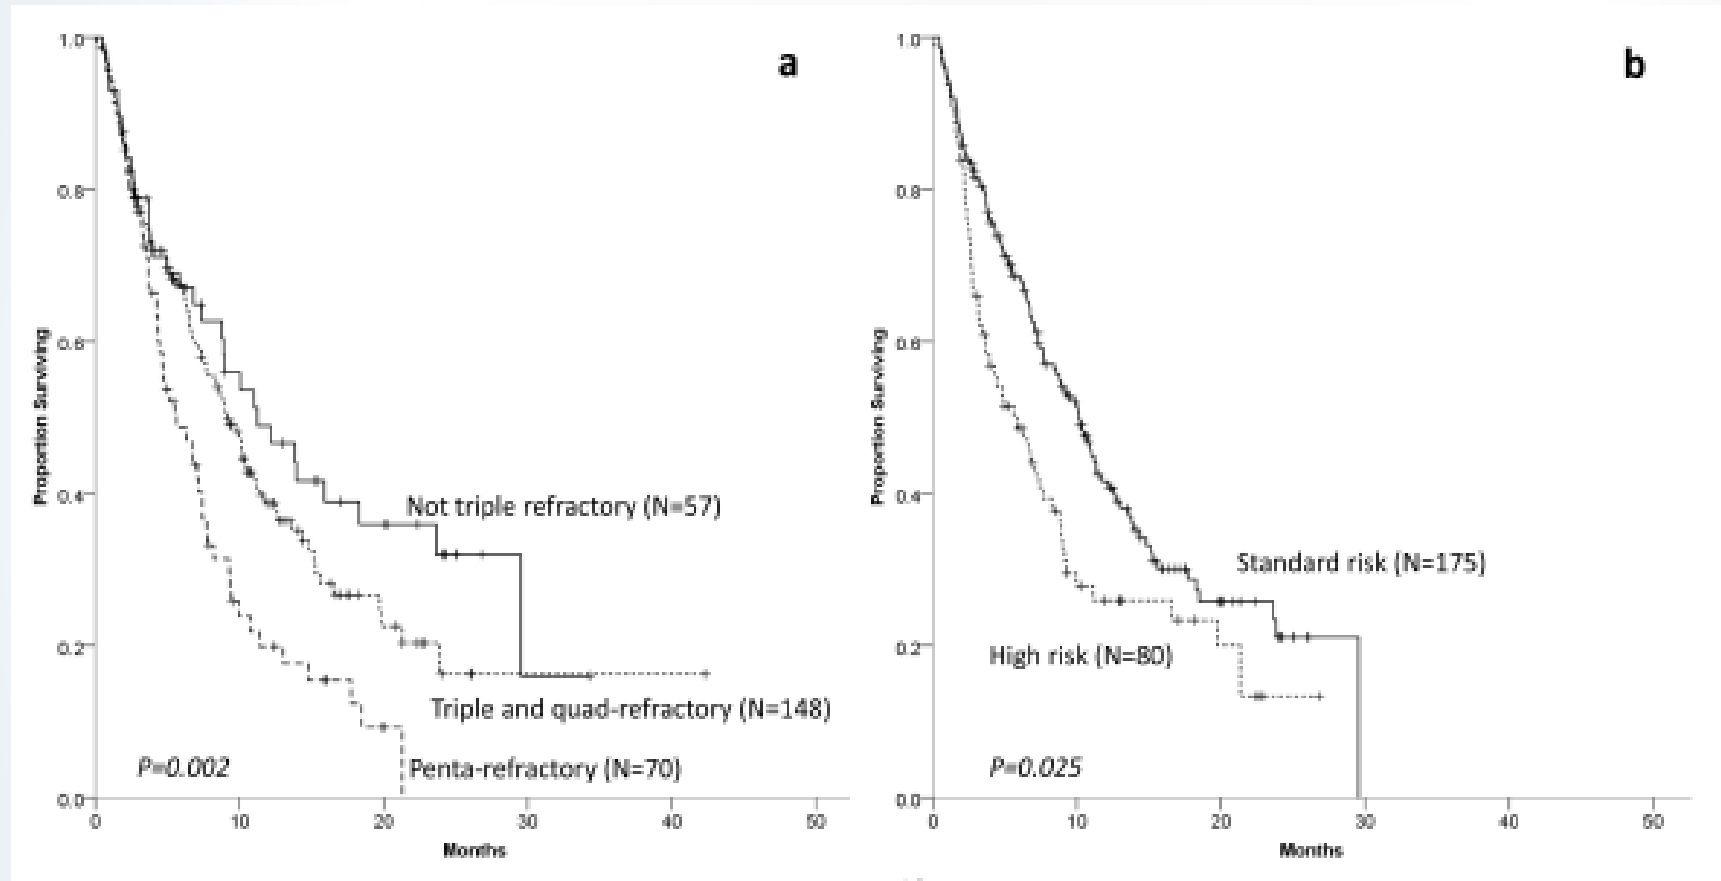 a
1.0
0.8
0.6
0.4
0.2
0.0
Proportion Surviving
Not triple refractory (N=57)
Triple and quad-refractory (N=148)
P=0.002
Penta-refractory (N=70)
0 10 20 30 40 50
Months
b
1.0
0.8
0.6
0.4
0.2
0.0
Proportion Surviving
Standard risk (N=175)
High risk (N=80)
P=0.025
0 10 20 30 40 50
Months